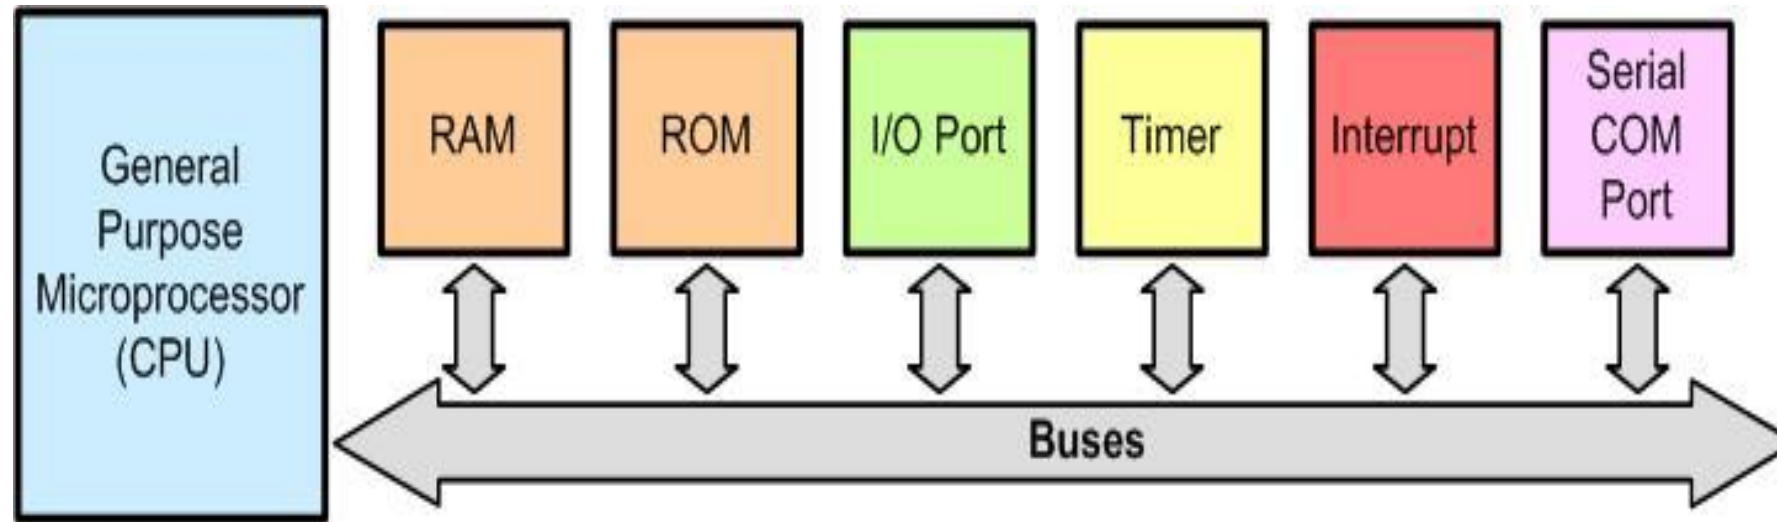 General
Purpose
Microprocessor
(CPU)
RAM
ROM
I/O Port
Timer
Interrupt
Serial
COM
Port
Buses